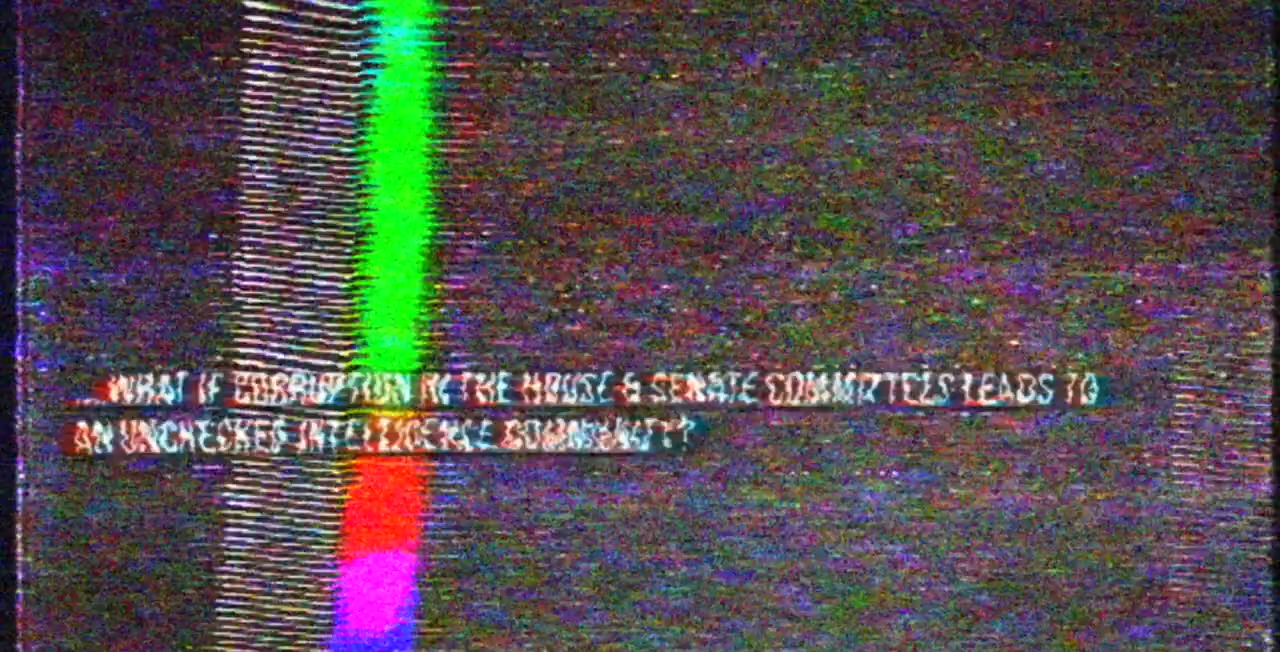 ...WHAT IF CORRUPTION IN THE HOUSE & SENATE COMMITTEES LEADS TO
AN UNCHECKED INTELLIGENCE COMMUNITY?